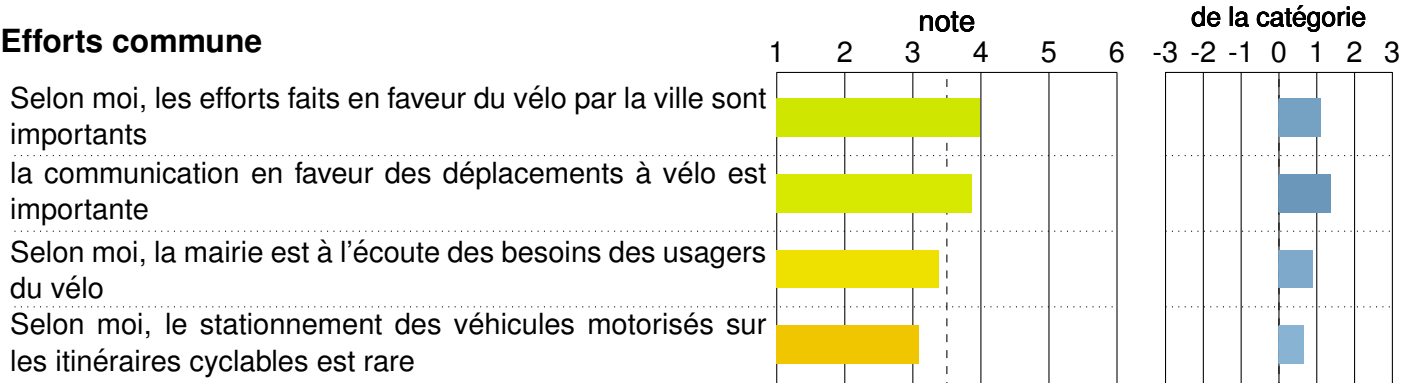 note
de la catégorie
Efforts commune
1 2 3 4 5 6
-3 -2 -1 0 1 2 3
Selon moi, les efforts faits en faveur du vélo par la ville sont
importants
la communication en faveur des déplacements à vélo est
importante
Selon moi, la mairie est à l'écoute des besoins des usagers
du vélo
Selon moi, le stationnement des véhicules motorisés sur
les itinéraires cyclables est rare